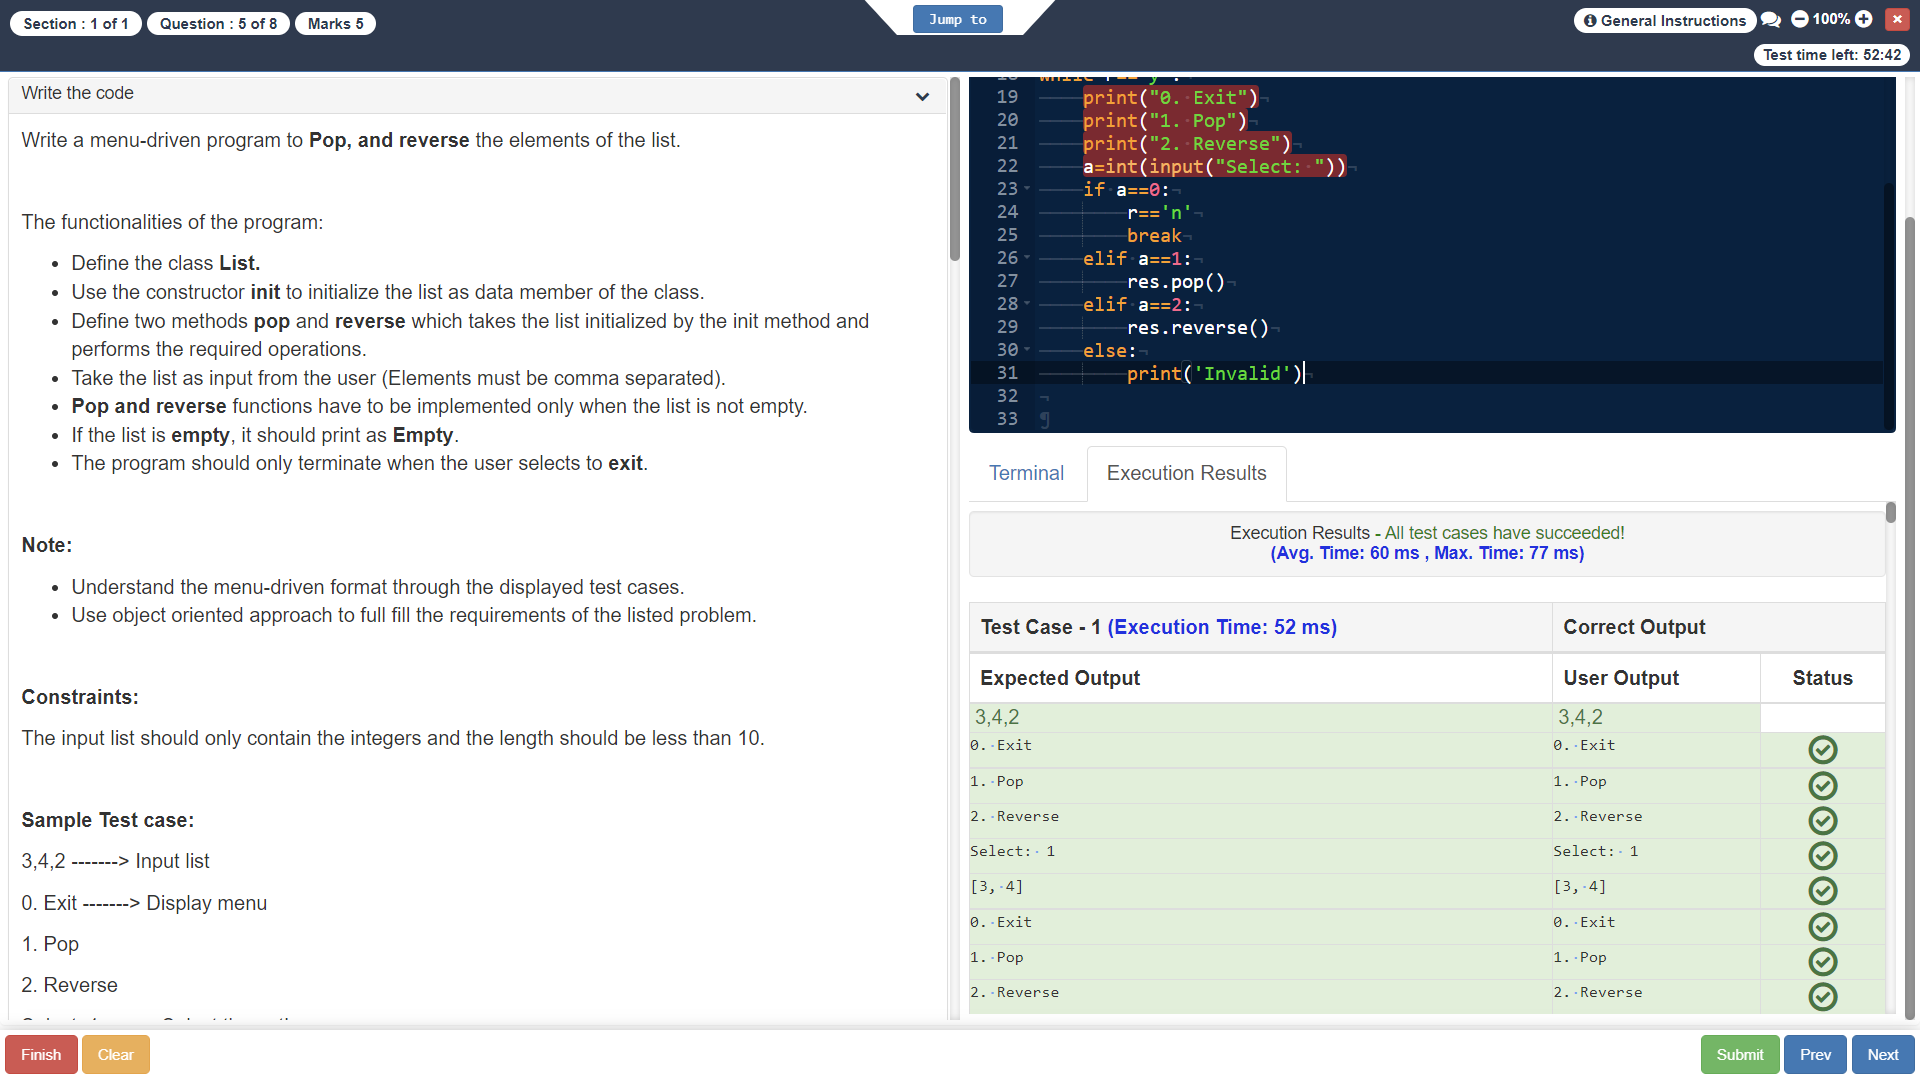 Section : 1 of 1
Question : 5 of 8
Marks 5
Jump to
General Instructions
100%
Test time left: 52:42
Write the code
Write a menu-driven program to Pop, and reverse the elements of the list.
The functionalities of the program:
Define the class List.
Use the constructor init to initialize the list as data member of the class.
Define two methods pop and reverse which takes the list initialized by the init method and
performs the required operations.
Take the list as input from the user (Elements must be comma separated).
Pop and reverse functions have to be implemented only when the list is not empty.
If the list is empty, it should print as Empty.
The program should only terminate when the user selects to exit.
Note:
Understand the menu-driven format through the displayed test cases.
Use object oriented approach to full fill the requirements of the listed problem.
Constraints:
The input list should only contain the integers and the length should be less than 10.
Sample Test case:
3,4,2 -------> Input list
0. Exit -------> Display menu
1. Pop
2. Reverse
19 print("0. Exit")
20 print("1. Pop")
21 print("2. Reverse")
22 a=int(input("Select: "))
23 if a==0:
24 r=='n'
25 break
26 elif a==1:
27 res.pop()
28 elif a==2:
29 res.reverse()
30 else:
31 print('Invalid')
32
33
Terminal
Execution Results
Execution Results - All test cases have succeeded!
(Avg. Time: 60 ms , Max. Time: 77 ms)
Test Case - 1 (Execution Time: 52 ms) Correct Output
Expected Output User Output Status
3,4,2 3,4,2
0. Exit 0. Exit
1. Pop 1. Pop
2. Reverse 2. Reverse
Select: 1 Select: 1
[3, 4] [3, 4]
0. Exit 0. Exit
1. Pop 1. Pop
2. Reverse 2. Reverse
Finish
Clear
Submit
Prev
Next